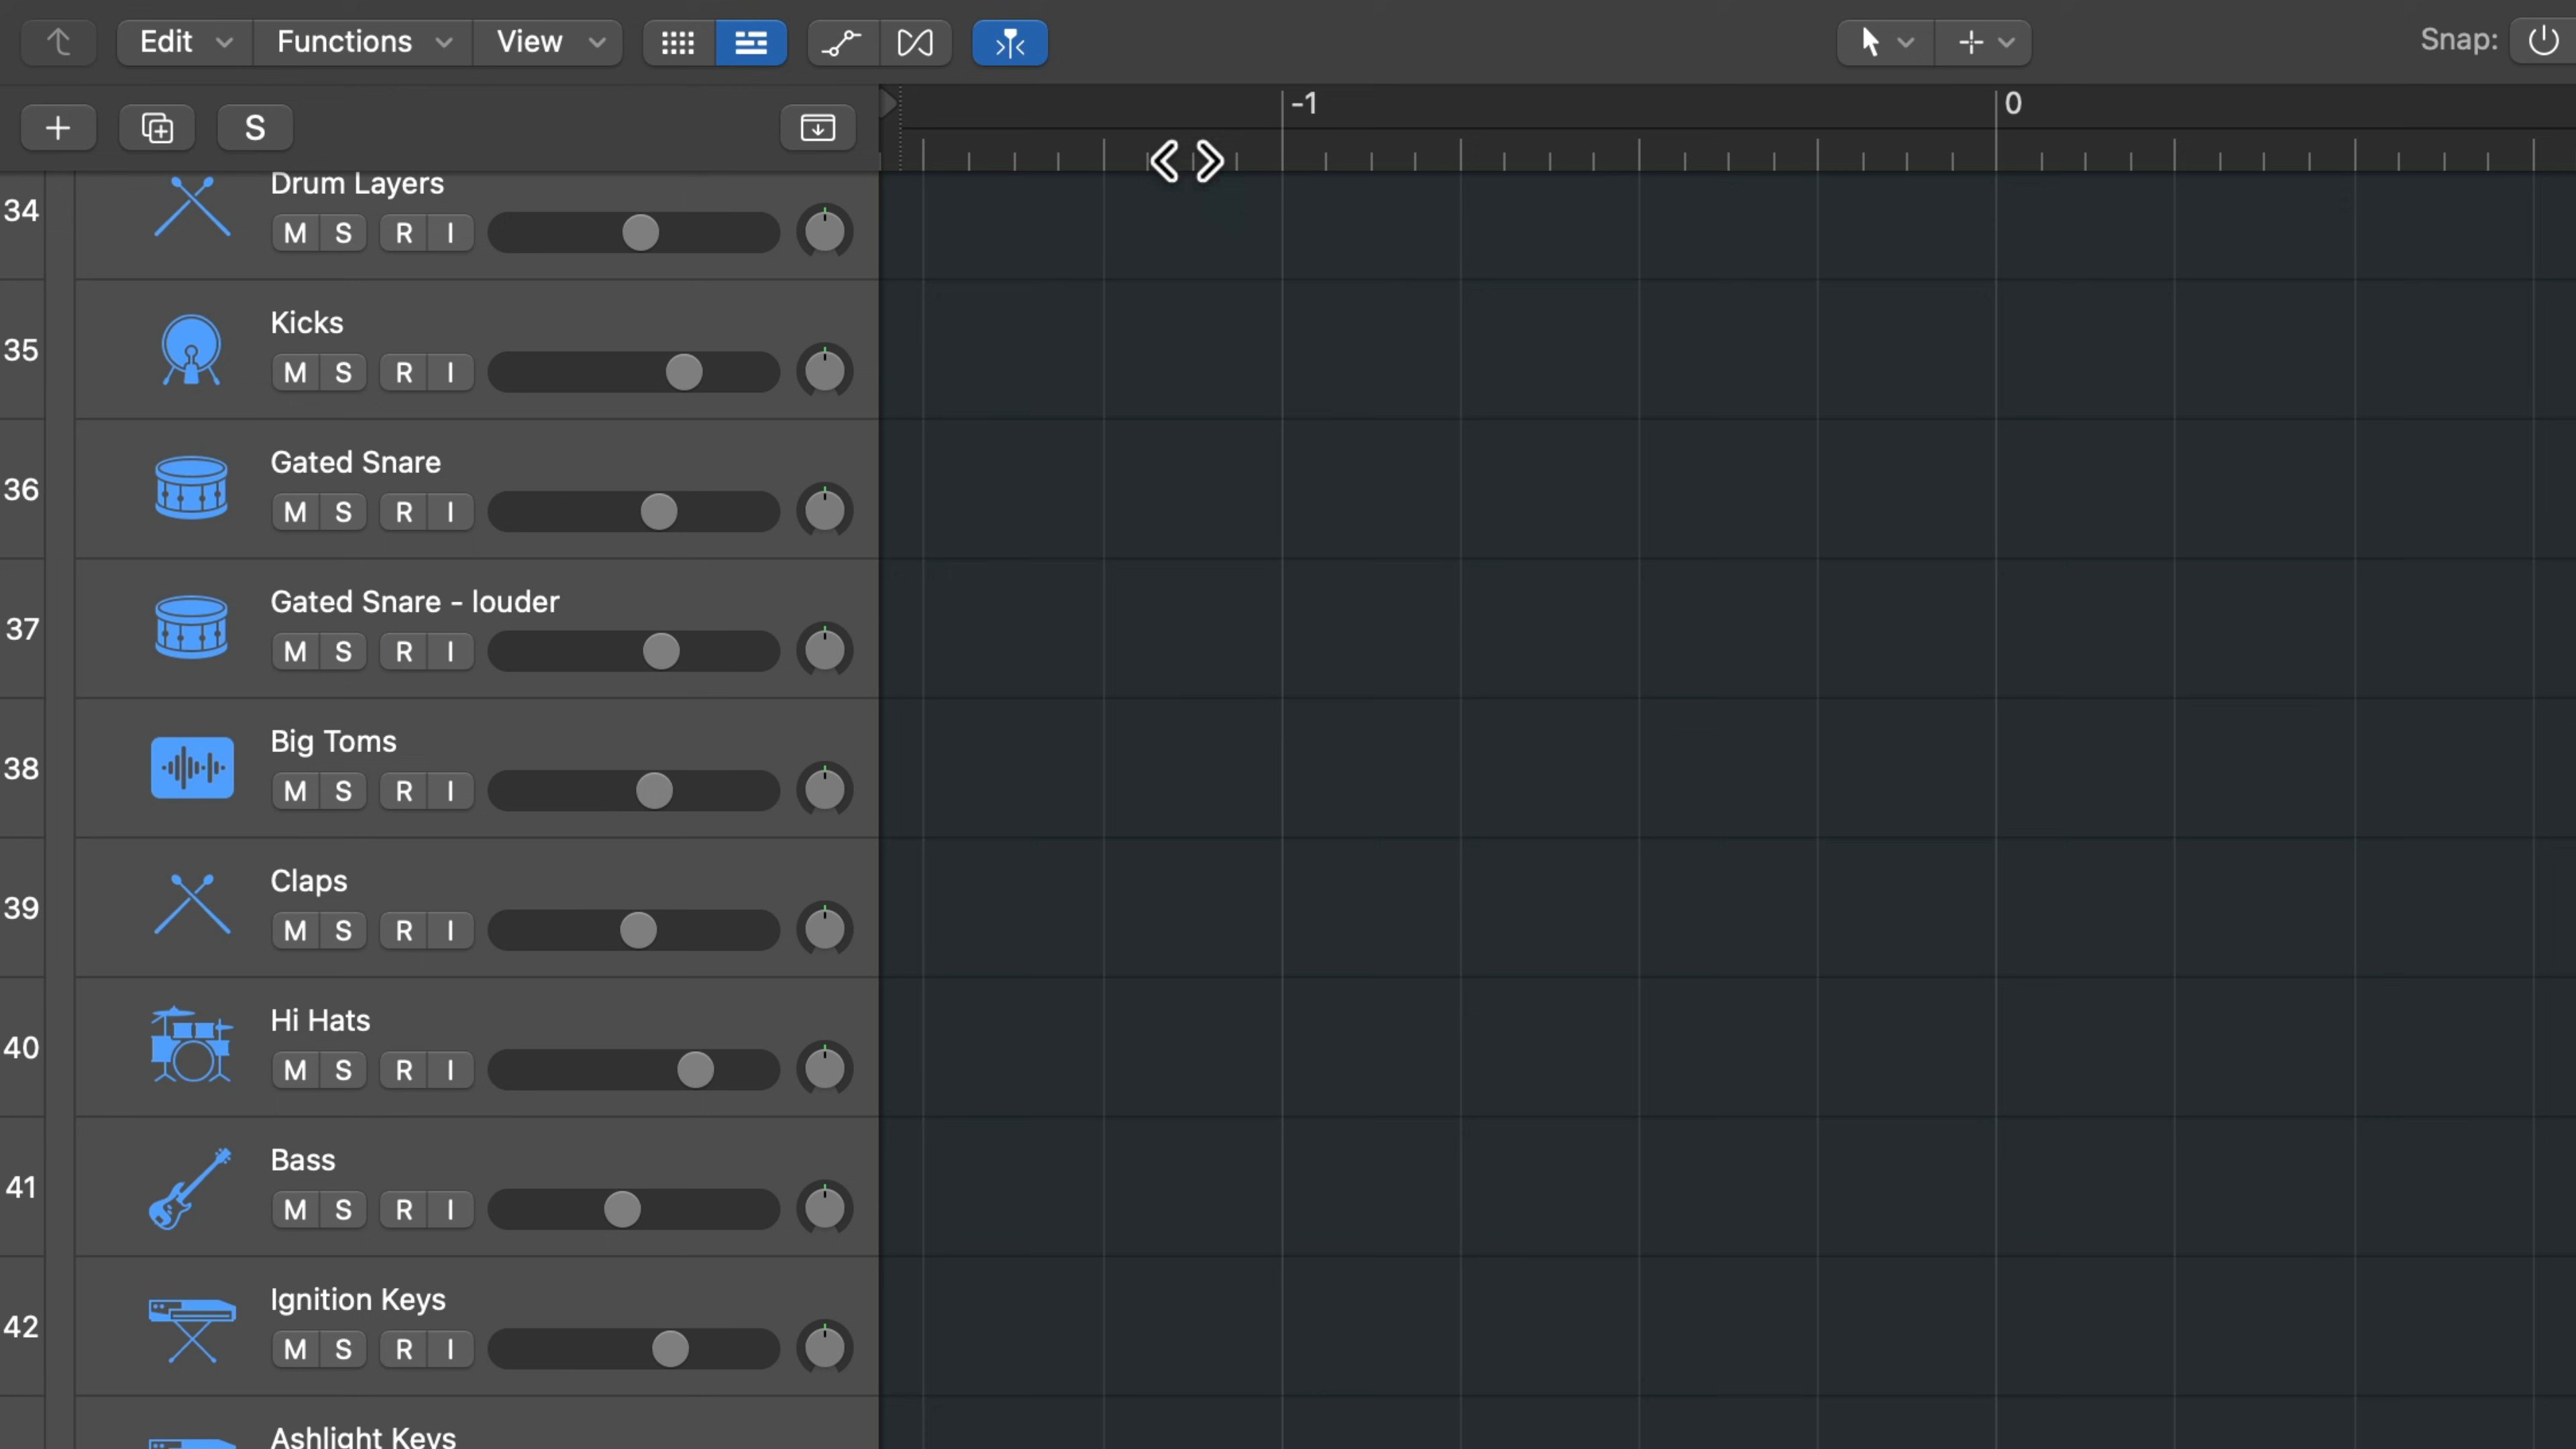 Edit Functions View Snap:
S
-1 0
34 Drum Layers
M S R I
35 Kicks
M S R I
36 Gated Snare
M S R I
37 Gated Snare - louder
M S R I
38 Big Toms
M S R I
39 Claps
M S R I
40 Hi Hats
M S R I
41 Bass
M S R I
42 Ignition Keys
M S R I
Ashlight Keys